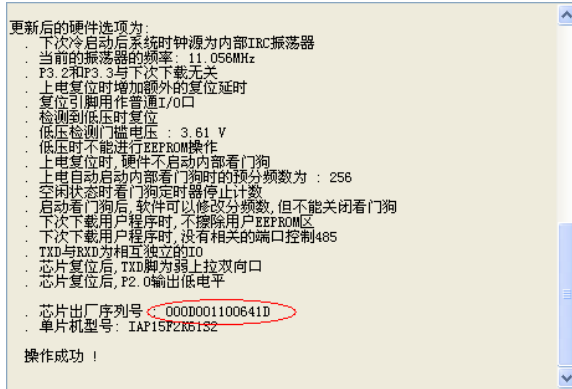 更新后的硬件选项为:
. 下次冷启动后系统时钟源为内部IRC振荡器
. 当前的振荡器的频率: 11.056MHz
. P3.2和P3.3与下次下载无关
. 上电复位时增加额外的复位延时
. 复位引脚用作普通I/O口
. 检测到低压时复位
. 低压检测门槛电压 : 3.61 V
. 低压时不能进行EEPROM操作
. 上电复位时,硬件不启动内部看门狗
. 上电自动启动内部看门狗时的预分频数为 : 256
. 空闲状态时看门狗定时器停止计数
. 启动看门狗后,软件可以修改分频数,但不能关闭看门狗
. 下次下载用户程序时,不擦除用户EEPROM区
. 下次下载用户程序时,没有相关的端口控制485
. TXD与RXD为相互独立的IO
. 芯片复位后,TXD脚为弱上拉双向口
. 芯片复位后,P2.0输出低电平
. 芯片出厂序列号 : 000D001100641D
. 单片机型号: IAP15F2K61S2
操作成功 !